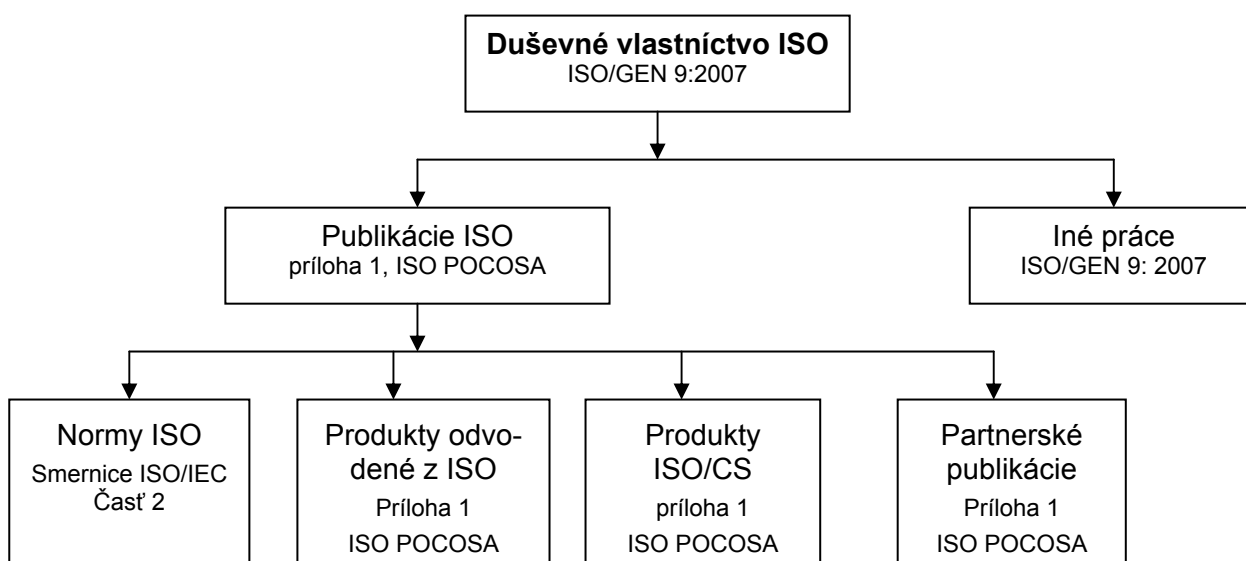 Duševné vlastníctvo ISO
ISO/GEN 9:2007
Publikácie ISO
príloha 1, ISO POCOSA
Iné práce
ISO/GEN 9: 2007
Normy ISO
Smernice ISO/IEC
Časť 2
Produkty odvo-
dené z ISO
Príloha 1
ISO POCOSA
Produkty
ISO/CS
príloha 1
ISO POCOSA
Partnerské
publikácie
Príloha 1
ISO POCOSA